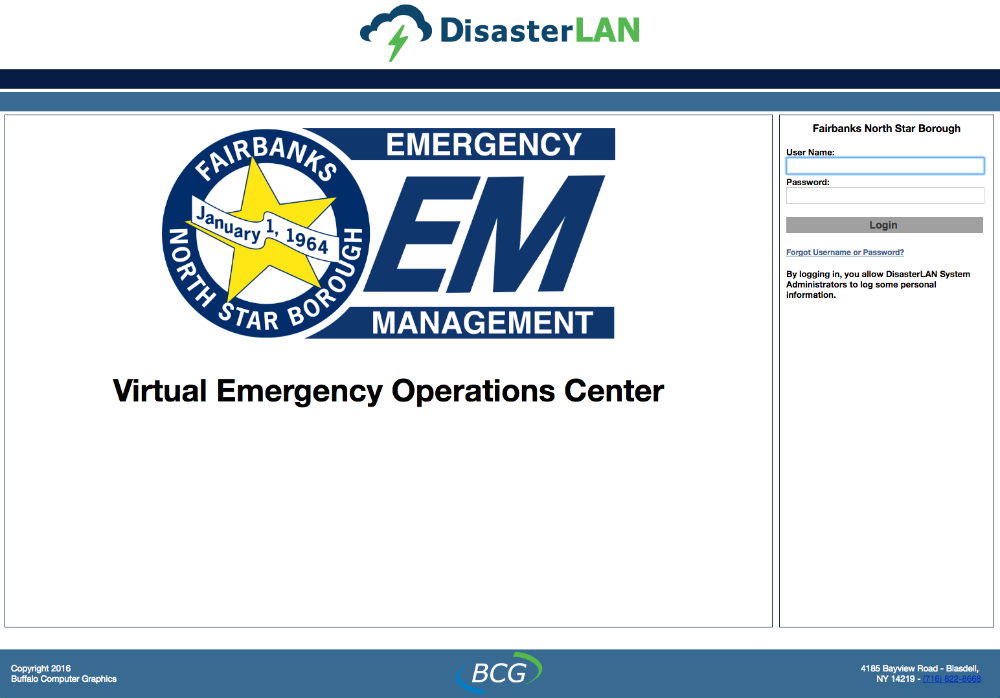 DisasterLAN
FAIRBANKS
NORTH STAR BOROUGH
January 1, 1964
EMERGENCY
EM
MANAGEMENT
Virtual Emergency Operations Center
Fairbanks North Star Borough
User Name:
Password:
Login
Forgot Username or Password?
By logging in, you allow DisasterLAN System
Administrators to log some personal
information.
Copyright 2016
Buffalo Computer Graphics
BCG
4185 Bayview Road - Blasdell,
NY 14219 - (716) 822-8668